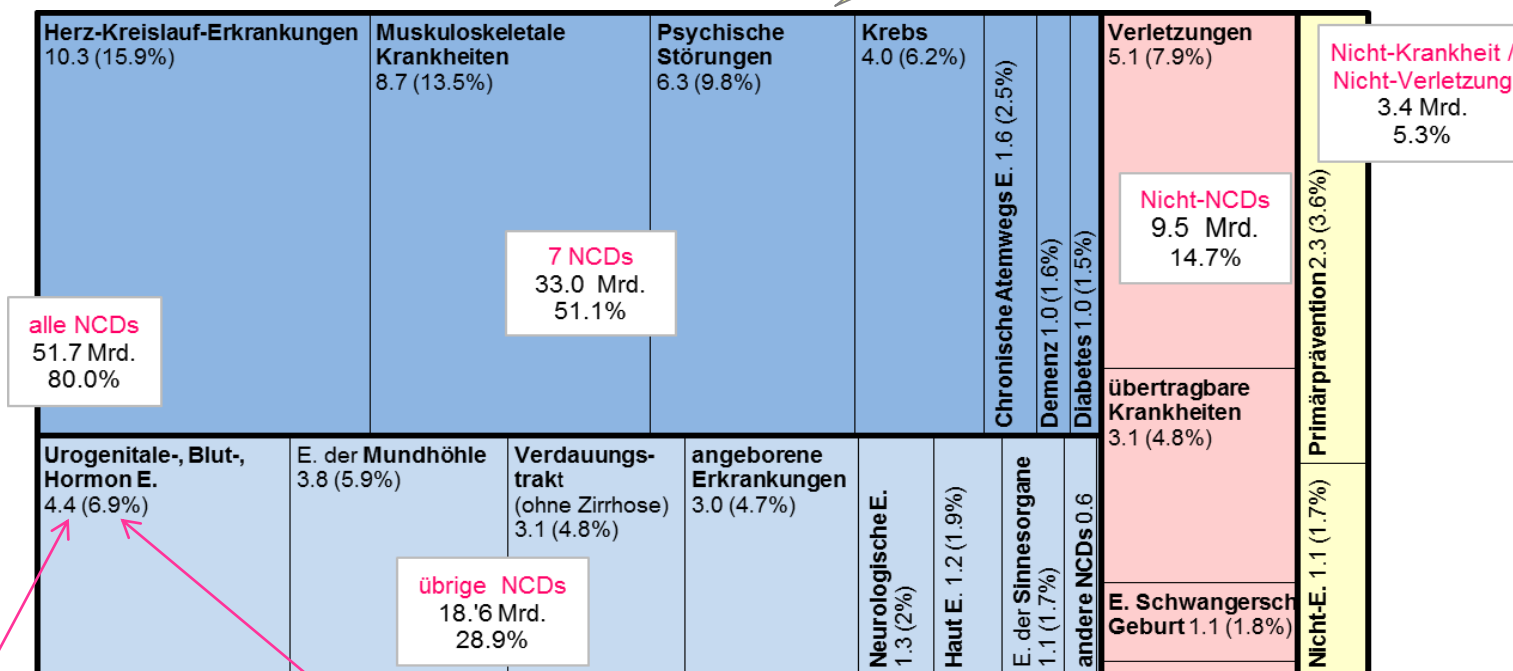 Herz-Kreislauf-Erkrankungen
10.3 (15.9%)
Muskuloskeletale
Krankheiten
8.7 (13.5%)
Psychische
Störungen
6.3 (9.8%)
Krebs
4.0 (6.2%)
Chronische Atemwegs E. 1.6 (2.5%)
Demenz 1.0 (1.6%)
Diabetes 1.0 (1.5%)
Verletzungen
5.1 (7.9%)
Nicht-Krankheit /
Nicht-Verletzung
3.4 Mrd.
5.3%
Nicht-NCDs
9.5 Mrd.
14.7%
Primärprävention 2.3 (3.6%)
7 NCDs
33.0 Mrd.
51.1%
alle NCDs
51.7 Mrd.
80.0%
übertragbare
Krankheiten
3.1 (4.8%)
Urogenitale-, Blut-,
Hormon E.
4.4 (6.9%)
E. der Mundhöhle
3.8 (5.9%)
Verdauungs-
trakt
(ohne Zirrhose)
3.1 (4.8%)
angeborene
Erkrankungen
3.0 (4.7%)
Neurologische E.
1.3 (2%)
Haut E. 1.2 (1.9%)
E. der Sinnesorgane
1.1 (1.7%)
andere NCDs 0.6
übrige NCDs
18.'6 Mrd.
28.9%
E. Schwangersch
Geburt 1.1 (1.8%)
Nicht-E. 1.1 (1.7%)